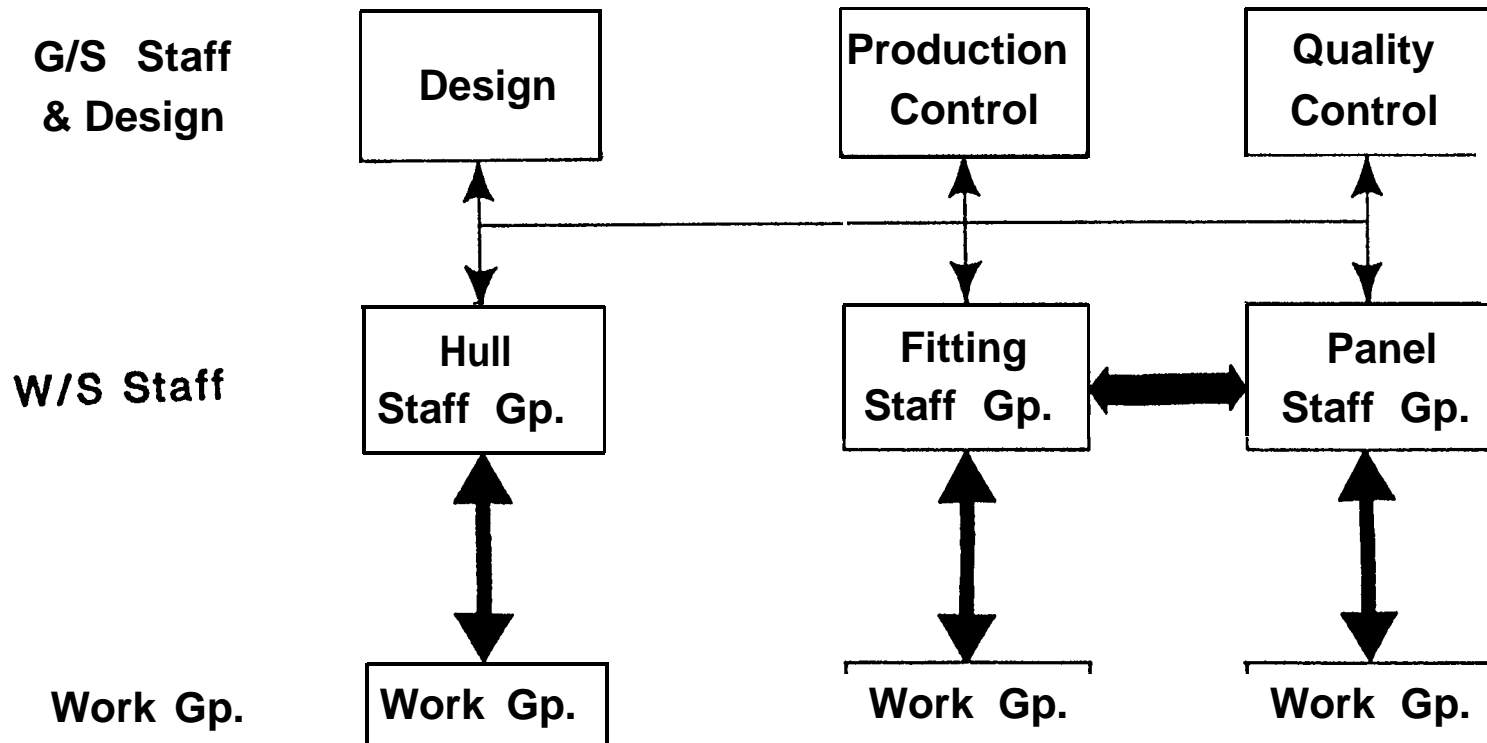 G/S Staff
& Design
Design
Production
Control
Quality
Control
W/S Staff
Hull
Staff Gp.
Fitting
Staff Gp.
Panel
Staff Gp.
Work Gp.
Work Gp.
Work Gp.
Work Gp.